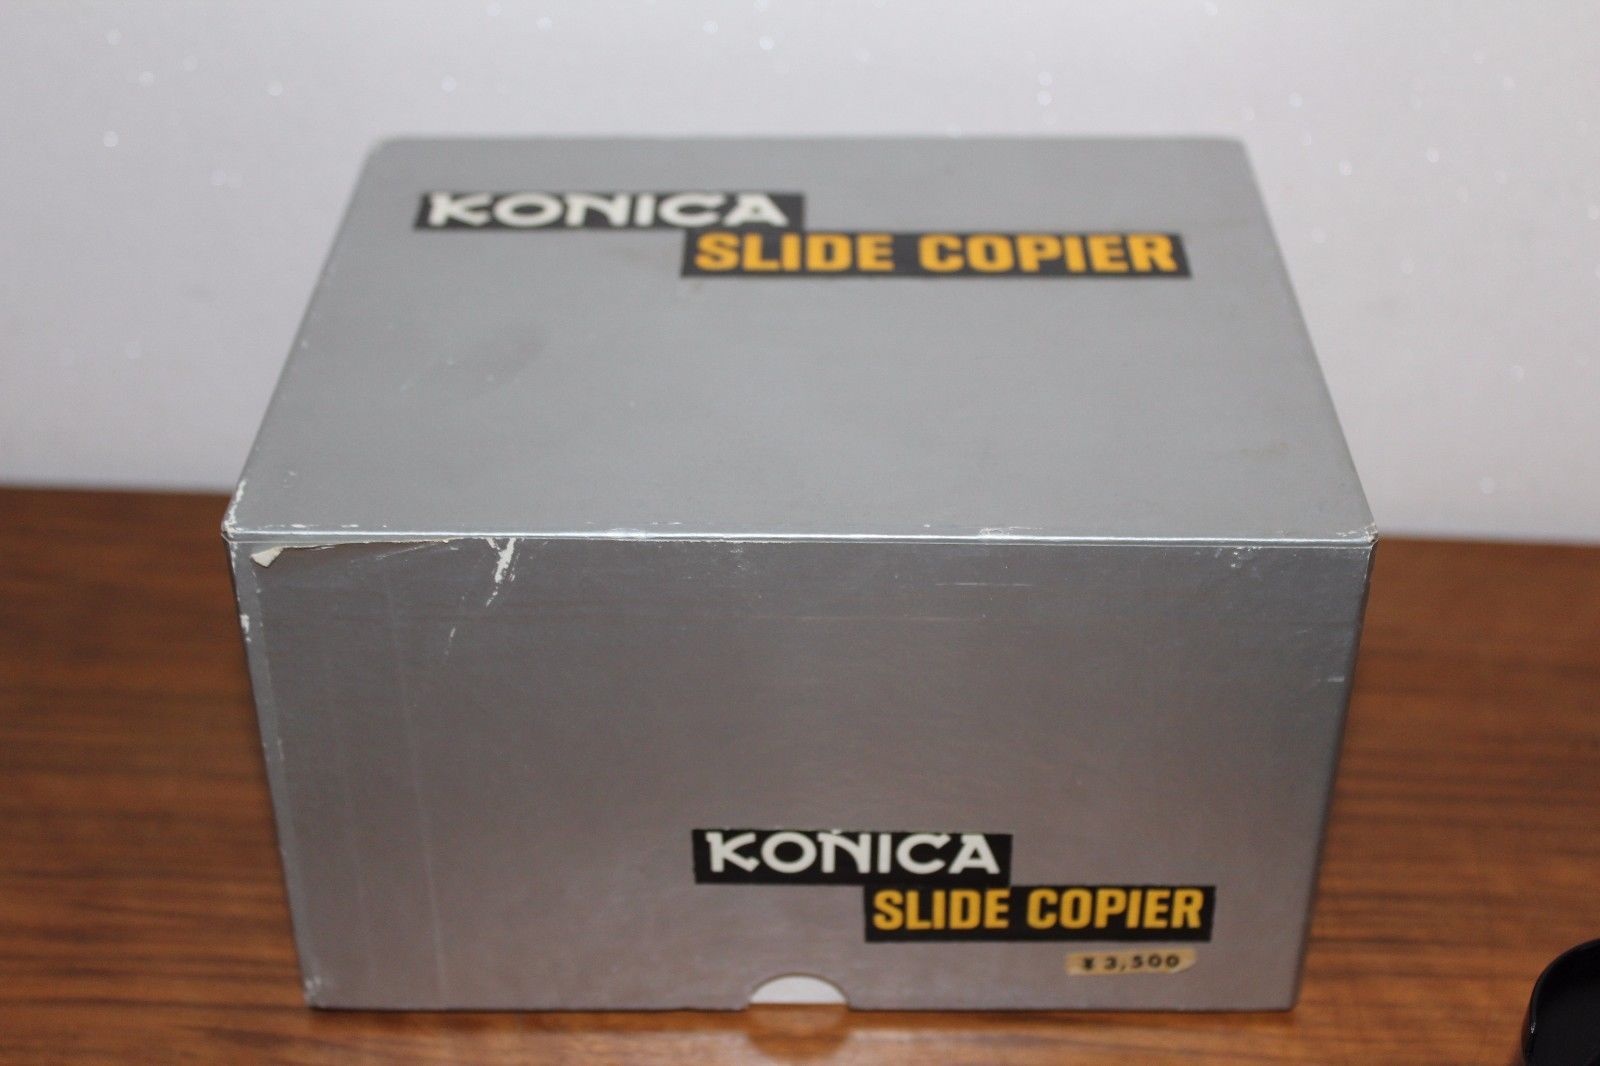 KONICA
SLIDE COPIER
KONICA
SLIDE COPIER
¥3,500